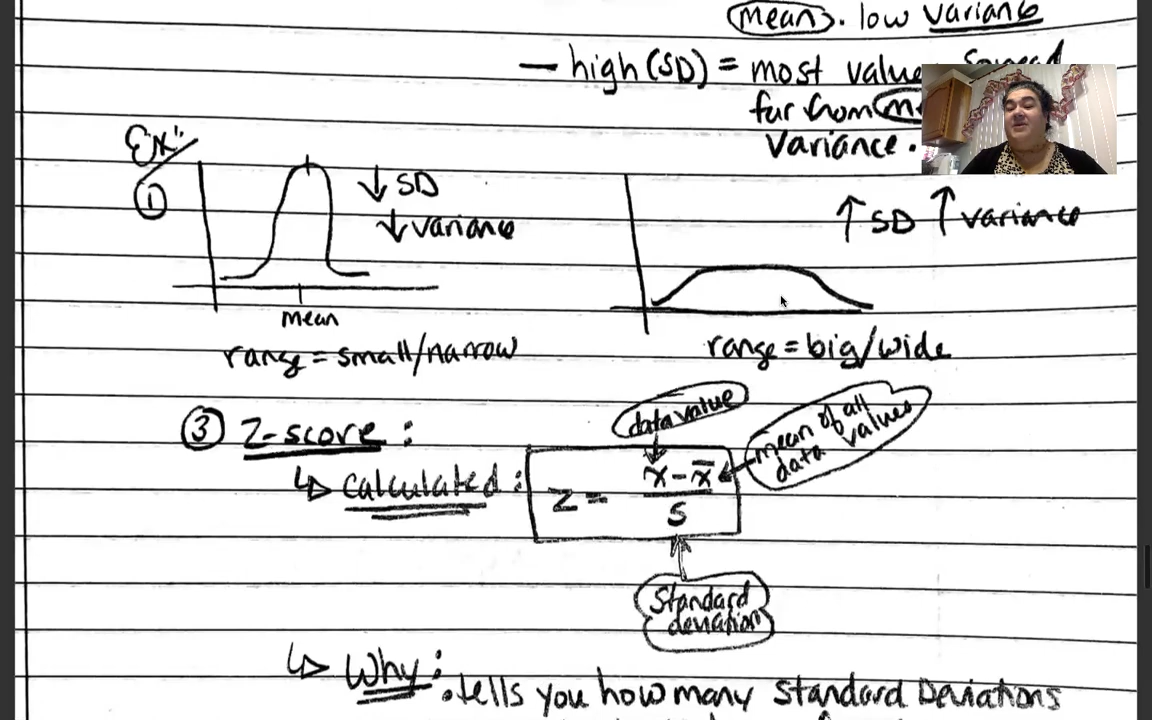 mean. low variance
— high (SD) = most value
far from
variance.
Ex"
① ↓ SD
↓ variance
mean
range = small/narrow
↑ SD ↑ variance
range = big/wide
③ Z-score:
↳ Calculated:
z = x - x̄ / s
data value
mean of all
data values
Standard
deviation
↳ Why: . tells you how many Standard Deviations